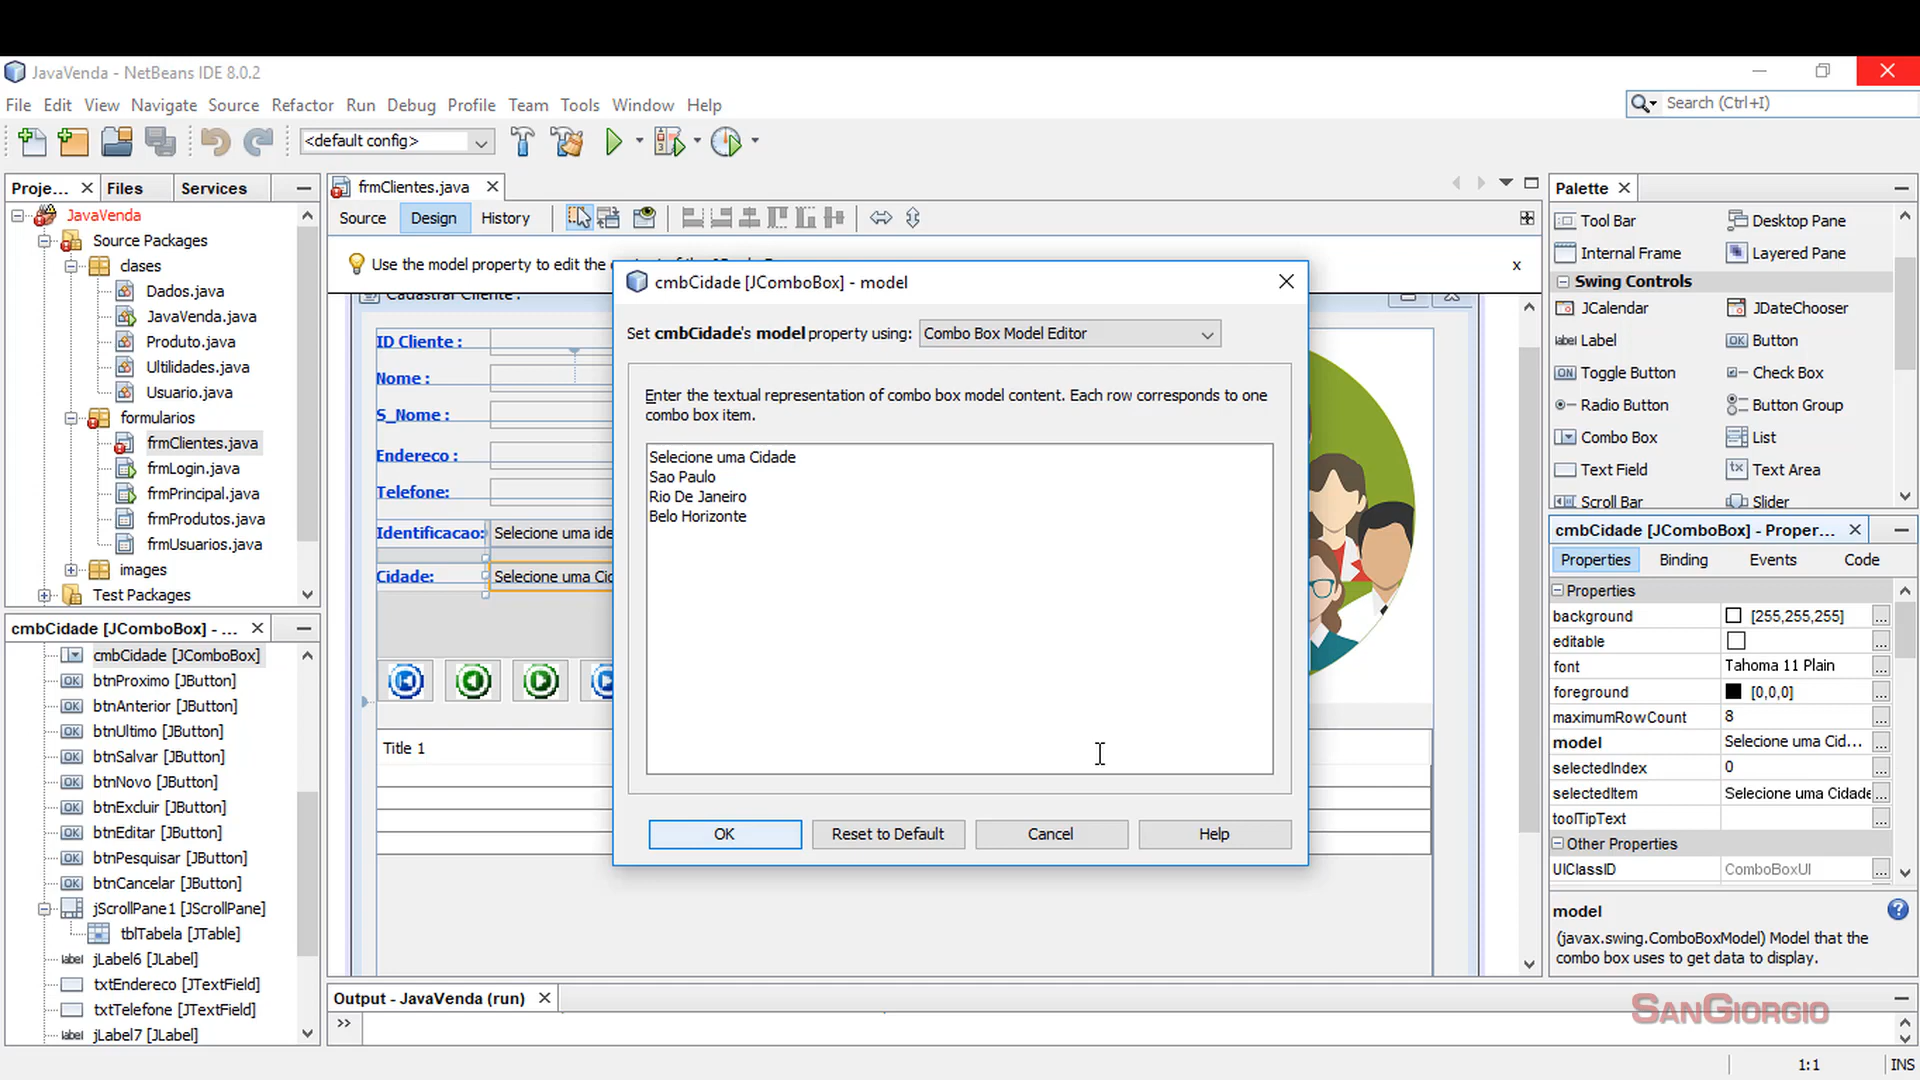 JavaVenda - NetBeans IDE 8.0.2
File Edit View Navigate Source Refactor Run Debug Profile Team Tools Window Help
Search (Ctrl+I)
<default config>
Proje... Files Services
JavaVenda
Source Packages
clases
Dados.java
JavaVenda.java
Produto.java
Ultilidades.java
Usuario.java
formularios
frmClientes.java
frmLogin.java
frmPrincipal.java
frmProdutos.java
frmUsuarios.java
images
Test Packages
cmbCidade [JComboBox] - ...
cmbCidade [JComboBox]
btnProximo [JButton]
btnAnterior [JButton]
btnUltimo [JButton]
btnSalvar [JButton]
btnNovo [JButton]
btnExcluir [JButton]
btnEditar [JButton]
btnPesquisar [JButton]
btnCancelar [JButton]
jScrollPane1 [JScrollPane]
tblTabela [JTable]
label jLabel6 [JLabel]
txtEndereco [JTextField]
txtTelefone [JTextField]
label jLabel7 [JLabel]
frmClientes.java
Source Design History
Use the model property to edit the
x
Cadastrar Cliente :
ID Cliente :
Nome :
S_Nome :
Endereco :
Telefone:
Identificacao: Selecione uma ide
Cidade: Selecione uma Cid
Title 1
cmbCidade [JComboBox] - model
Set cmbCidade's model property using: Combo Box Model Editor
Enter the textual representation of combo box model content. Each row corresponds to one
combo box item.
Selecione uma Cidade
Sao Paulo
Rio De Janeiro
Belo Horizonte
OK Reset to Default Cancel Help
Output - JavaVenda (run)
>>
Palette
Tool Bar Desktop Pane
Internal Frame Layered Pane
Swing Controls
JCalendar JDateChooser
label Label OK Button
ON Toggle Button Check Box
Radio Button Button Group
Combo Box List
Text Field Text Area
Scroll Bar Slider
cmbCidade [JComboBox] - Proper...
Properties Binding Events Code
Properties
background [255,255,255] ...
editable ...
font Tahoma 11 Plain ...
foreground [0,0,0] ...
maximumRowCount 8 ...
model Selecione uma Cid... ...
selectedIndex 0 ...
selectedItem Selecione uma Cidade ...
toolTipText ...
Other Properties
UIClassID ComboBoxUI ...
model
(javax.swing.ComboBoxModel) Model that the
combo box uses to get data to display.
SANGIORGIO
1:1 INS